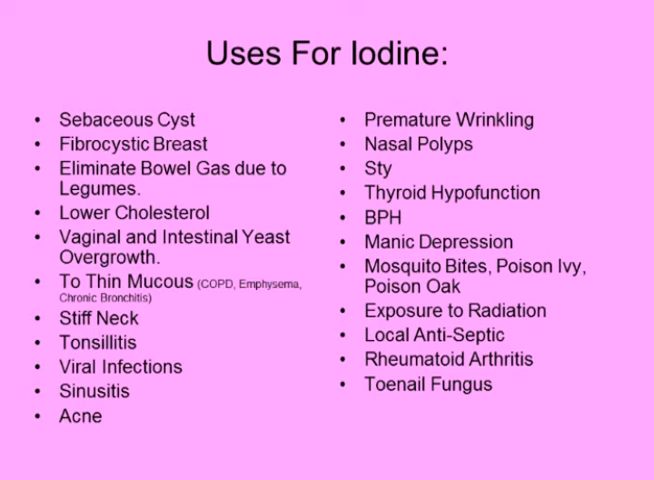 Uses For Iodine:
• Sebaceous Cyst
• Fibrocystic Breast
• Eliminate Bowel Gas due to
Legumes.
• Lower Cholesterol
• Vaginal and Intestinal Yeast
Overgrowth.
• To Thin Mucous (COPD, Emphysema,
Chronic Bronchitis)
• Stiff Neck
• Tonsillitis
• Viral Infections
• Sinusitis
• Acne
• Premature Wrinkling
• Nasal Polyps
• Sty
• Thyroid Hypofunction
• BPH
• Manic Depression
• Mosquito Bites, Poison Ivy,
Poison Oak
• Exposure to Radiation
• Local Anti-Septic
• Rheumatoid Arthritis
• Toenail Fungus